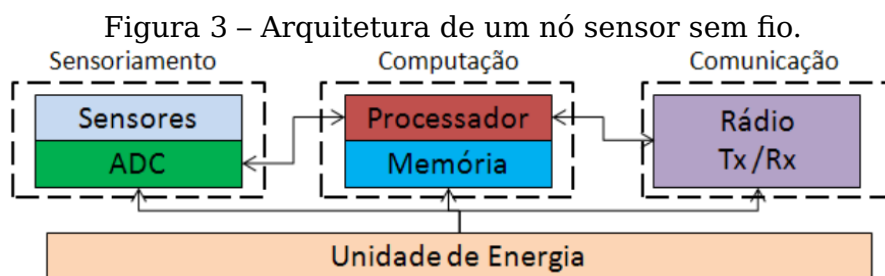 Figura 3 – Arquitetura de um nó sensor sem fio.
Sensoriamento
Computação
Comunicação
Sensores
ADC
Processador
Memória
Rádio
Tx/Rx
Unidade de Energia